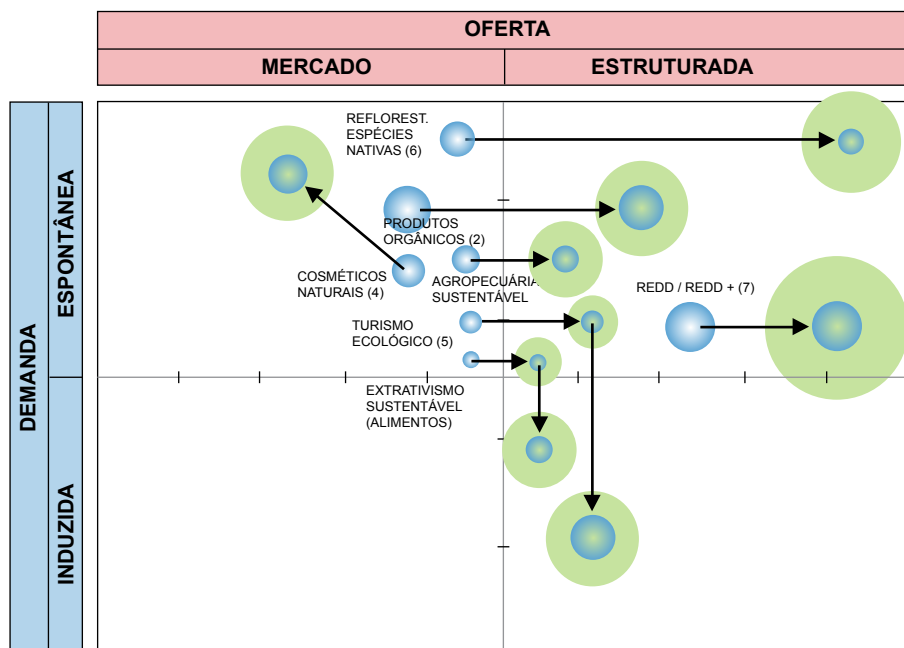 OFERTA
MERCADO
ESTRUTURADA
DEMANDA
ESPONTÂNEA
INDUZIDA
REFLOREST.
ESPÉCIES
NATIVAS (6)
PRODUTOS
ORGÂNICOS (2)
COSMÉTICOS
NATURAIS (4)
AGROPECUÁRIA
SUSTENTÁVEL
REDD / REDD + (7)
TURISMO
ECOLÓGICO (5)
EXTRATIVISMO
SUSTENTÁVEL
(ALIMENTOS)